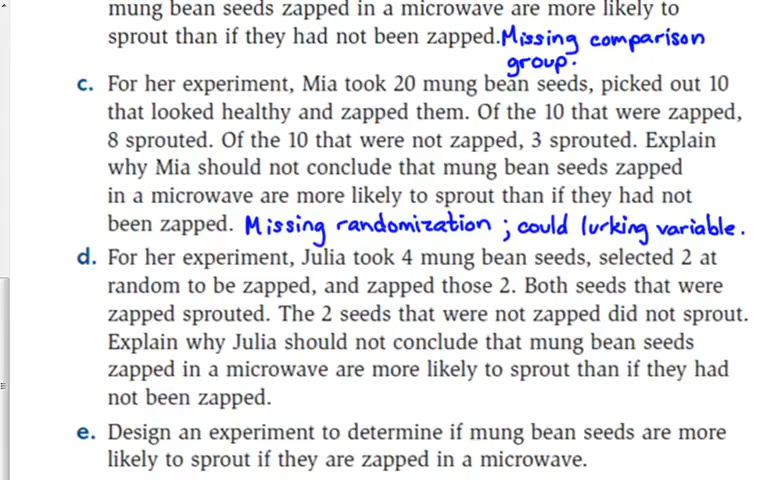 mung bean seeds zapped in a microwave are more likely to
sprout than if they had not been zapped. Missing comparison
group.
c. For her experiment, Mia took 20 mung bean seeds, picked out 10
that looked healthy and zapped them. Of the 10 that were zapped,
8 sprouted. Of the 10 that were not zapped, 3 sprouted. Explain
why Mia should not conclude that mung bean seeds zapped
in a microwave are more likely to sprout than if they had not
been zapped. Missing randomization ; could lurking variable.
d. For her experiment, Julia took 4 mung bean seeds, selected 2 at
random to be zapped, and zapped those 2. Both seeds that were
zapped sprouted. The 2 seeds that were not zapped did not sprout.
Explain why Julia should not conclude that mung bean seeds
zapped in a microwave are more likely to sprout than if they had
not been zapped.
e. Design an experiment to determine if mung bean seeds are more
likely to sprout if they are zapped in a microwave.